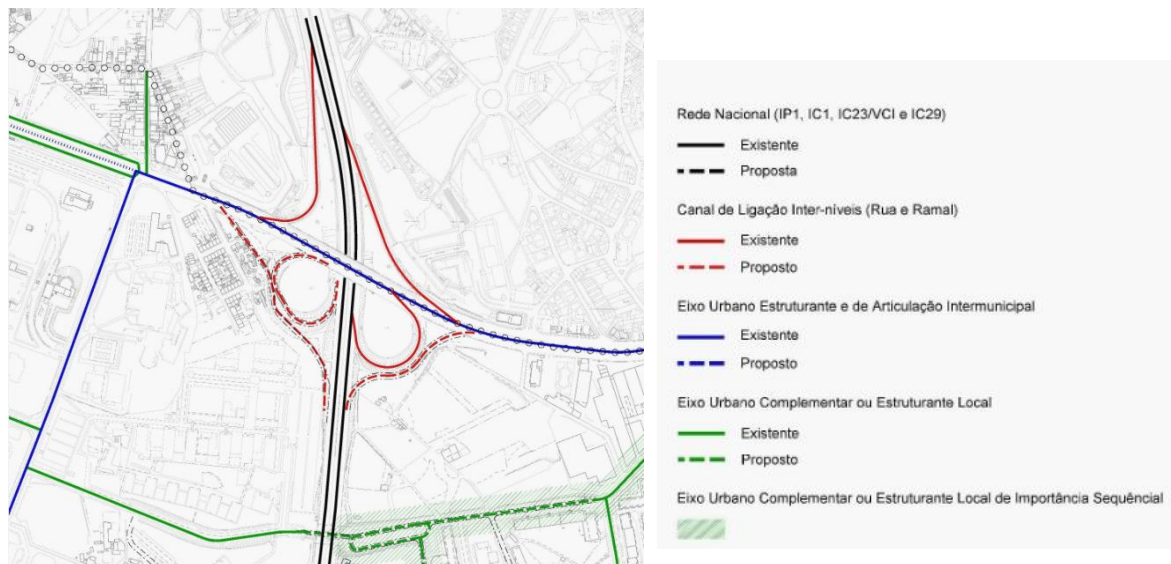 Rede Nacional (IP1, IC1, IC23/VCI e IC29)
Existente
Proposta
Canal de Ligação Inter-níveis (Rua e Ramal)
Existente
Proposto
Eixo Urbano Estruturante e de Articulação Intermunicipal
Existente
Proposto
Eixo Urbano Complementar ou Estruturante Local
Existente
Proposto
Eixo Urbano Complementar ou Estruturante Local de Importância Sequêncial